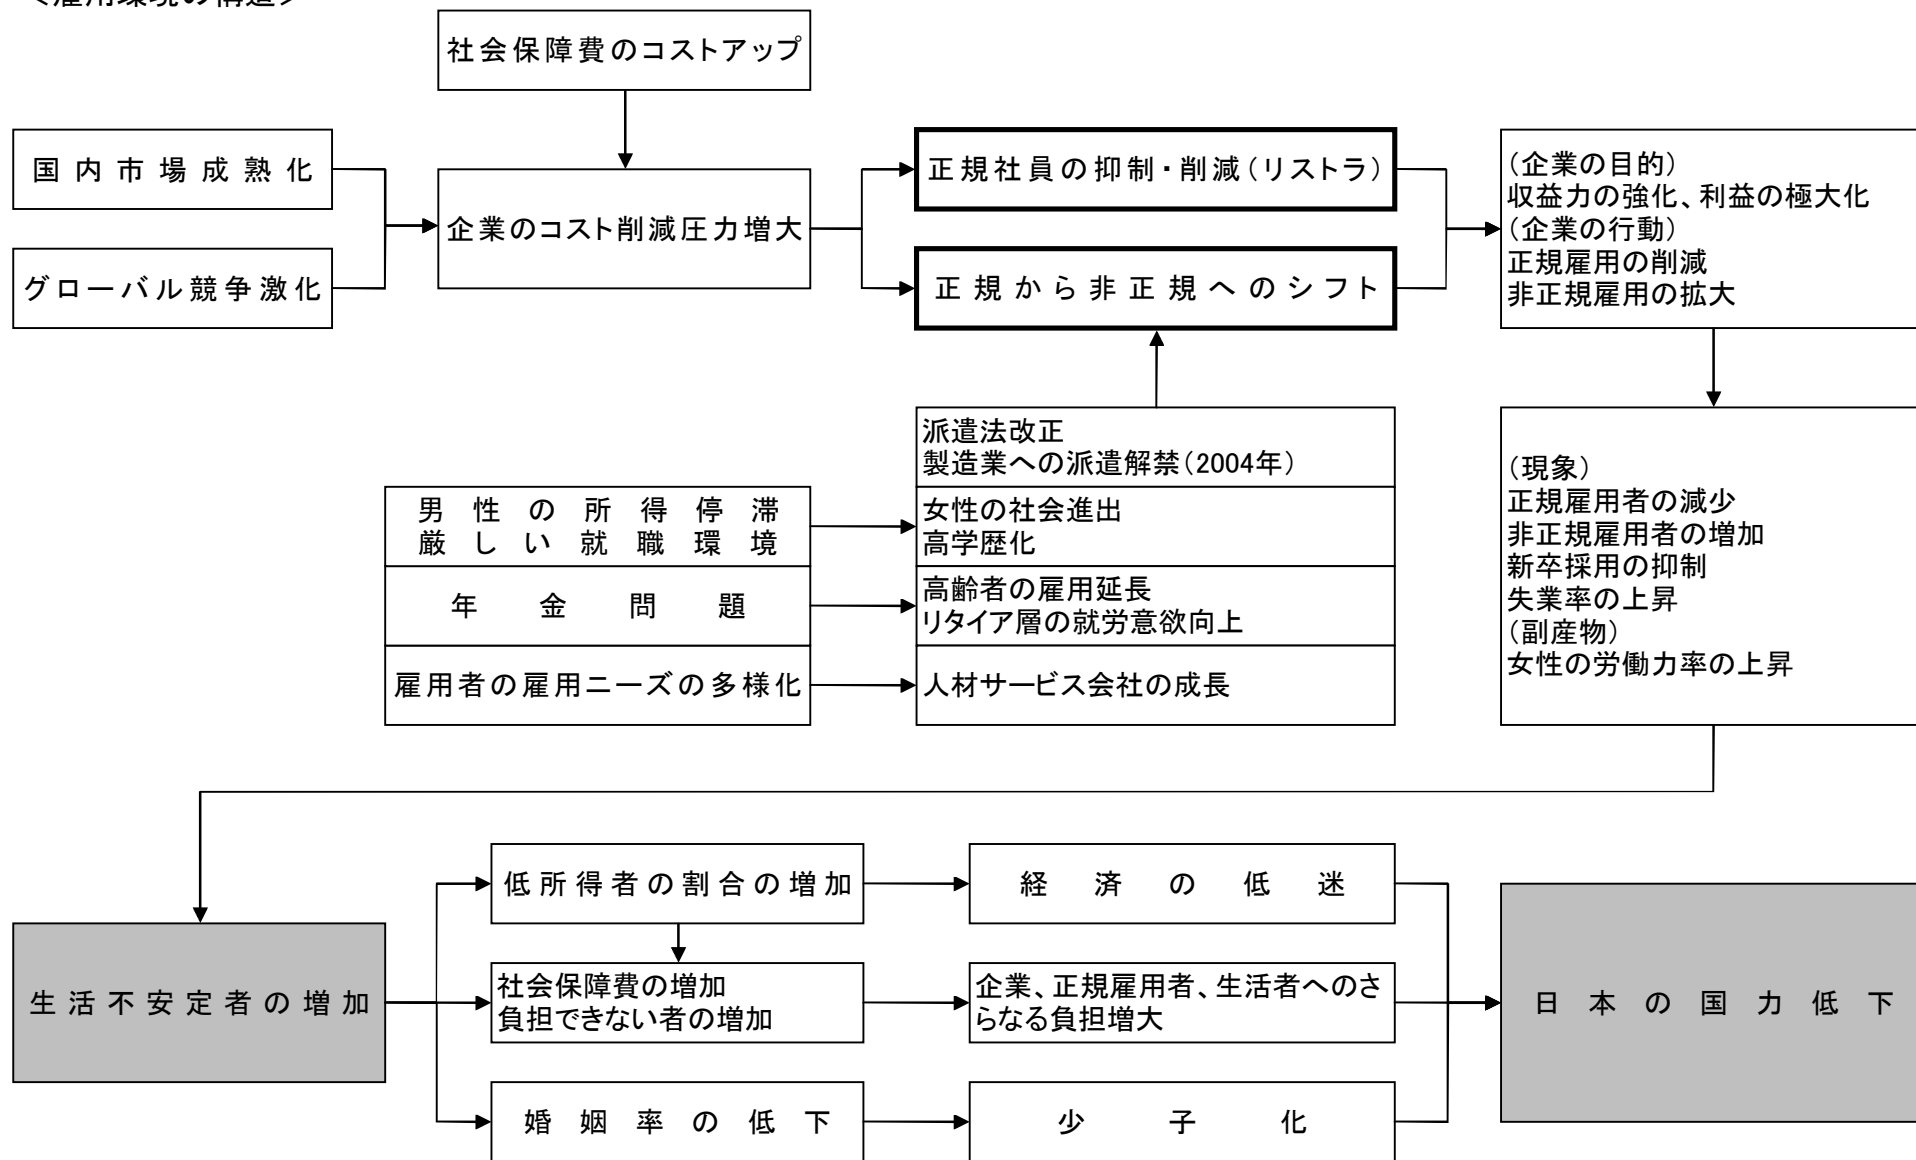 <雇用環境の構造>
社会保障費のコストアップ
国内市場成熟化
グローバル競争激化
企業のコスト削減圧力増大
正規社員の抑制・削減(リストラ)
正規から非正規へのシフト
(企業の目的)
収益力の強化、利益の極大化
(企業の行動)
正規雇用の削減
非正規雇用の拡大
派遣法改正
製造業への派遣解禁(2004年)
男性の所得停滞
厳しい就職環境
女性の社会進出
高学歴化
年金問題
高齢者の雇用延長
リタイア層の就労意欲向上
雇用者の雇用ニーズの多様化
人材サービス会社の成長
(現象)
正規雇用者の減少
非正規雇用者の増加
新卒採用の抑制
失業率の上昇
(副産物)
女性の労働力率の上昇
生活不安定者の増加
低所得者の割合の増加
経済の低迷
社会保障費の増加
負担できない者の増加
企業、正規雇用者、生活者へのさ
らなる負担増大
婚姻率の低下
少子化
日本の国力低下